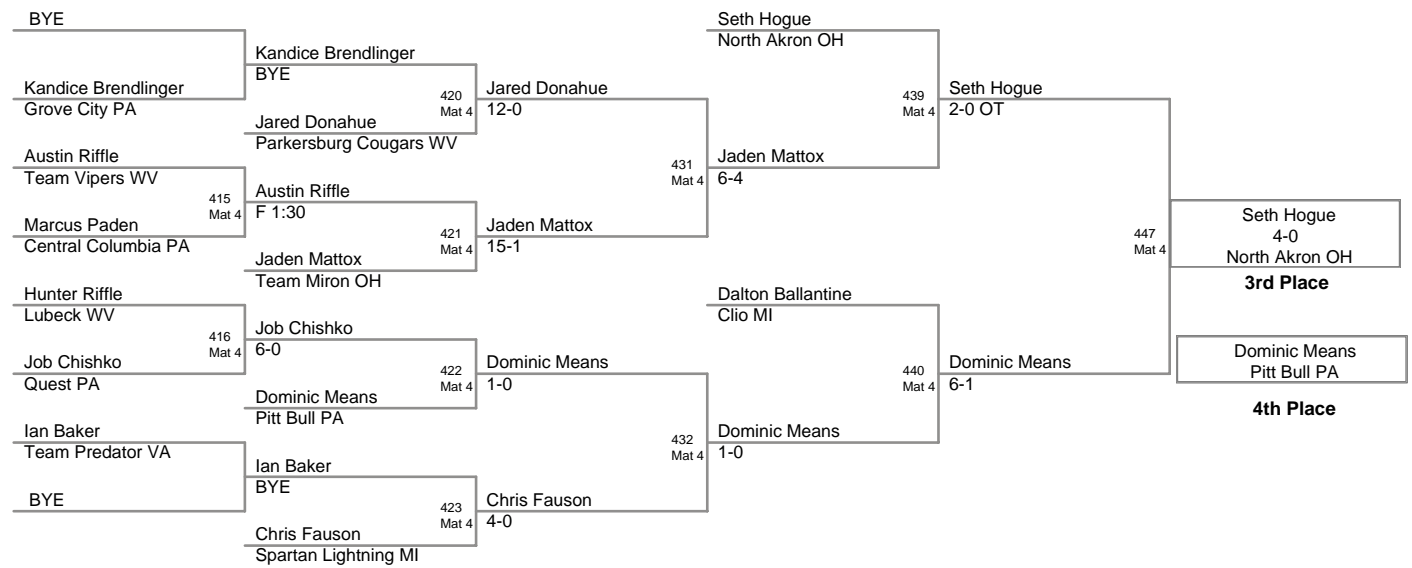 BYE
Kandice Brendlinger
Grove City PA
Austin Riffle
Team Vipers WV
415
Mat 4
Marcus Paden
Central Columbia PA
Hunter Riffle
Lubeck WV
416
Mat 4
Job Chishko
Quest PA
Ian Baker
Team Predator VA
BYE
Kandice Brendlinger
BYE
420
Mat 4
Jared Donahue
Parkersburg Cougars WV
Austin Riffle
F 1:30
421
Mat 4
Jaden Mattox
Team Miron OH
Job Chishko
6-0
422
Mat 4
Dominic Means
Pitt Bull PA
Ian Baker
BYE
423
Mat 4
Chris Fauson
Spartan Lightning MI
Jared Donahue
12-0
431
Mat 4
Jaden Mattox
15-1
Dominic Means
1-0
432
Mat 4
Chris Fauson
4-0
Seth Hogue
North Akron OH
439
Mat 4
Jaden Mattox
6-4
Dalton Ballantine
Clio MI
440
Mat 4
Dominic Means
1-0
Seth Hogue
2-0 OT
447
Mat 4
Dominic Means
6-1
Seth Hogue
4-0
North Akron OH
3rd Place
Dominic Means
Pitt Bull PA
4th Place